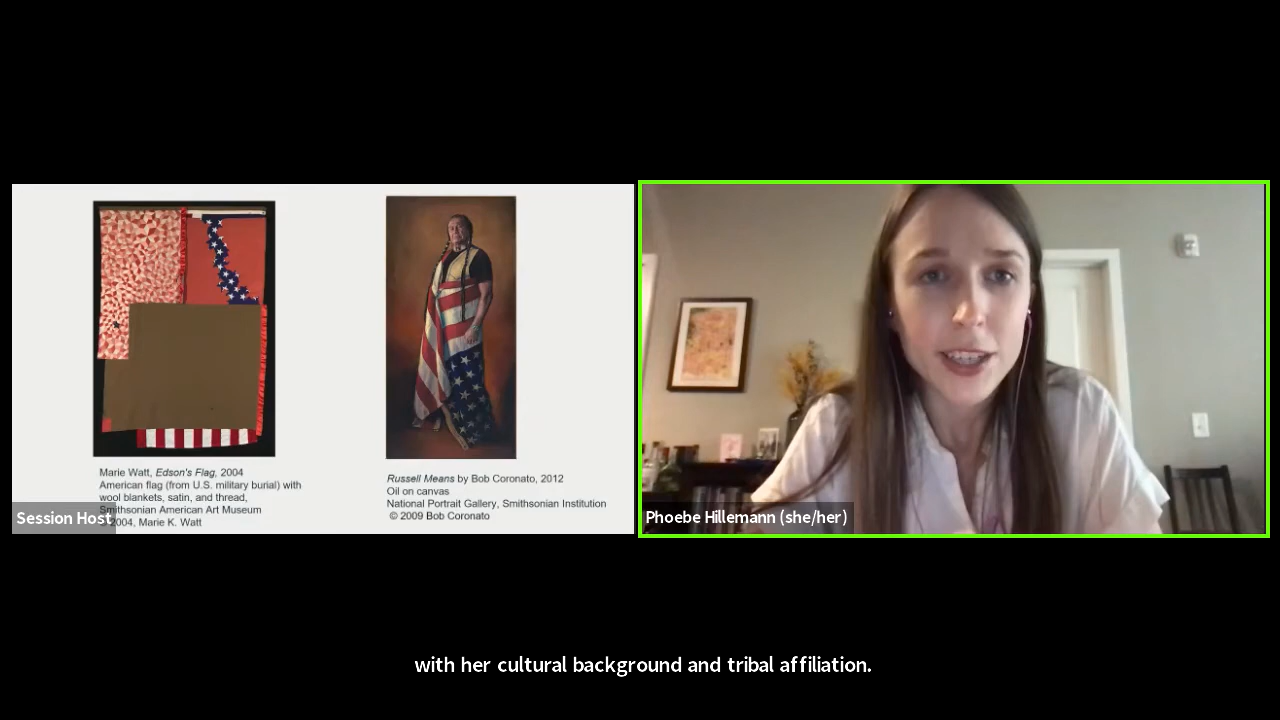 Marie Watt, Edson's Flag, 2004
American flag (from U.S. military burial) with
wool blankets, satin, and thread,
Smithsonian American Art Museum
2004, Marie K. Watt
Session Host
Russell Means by Bob Coronato, 2012
Oil on canvas
National Portrait Gallery, Smithsonian Institution
© 2009 Bob Coronato
Phoebe Hillemann (she/her)
with her cultural background and tribal affiliation.